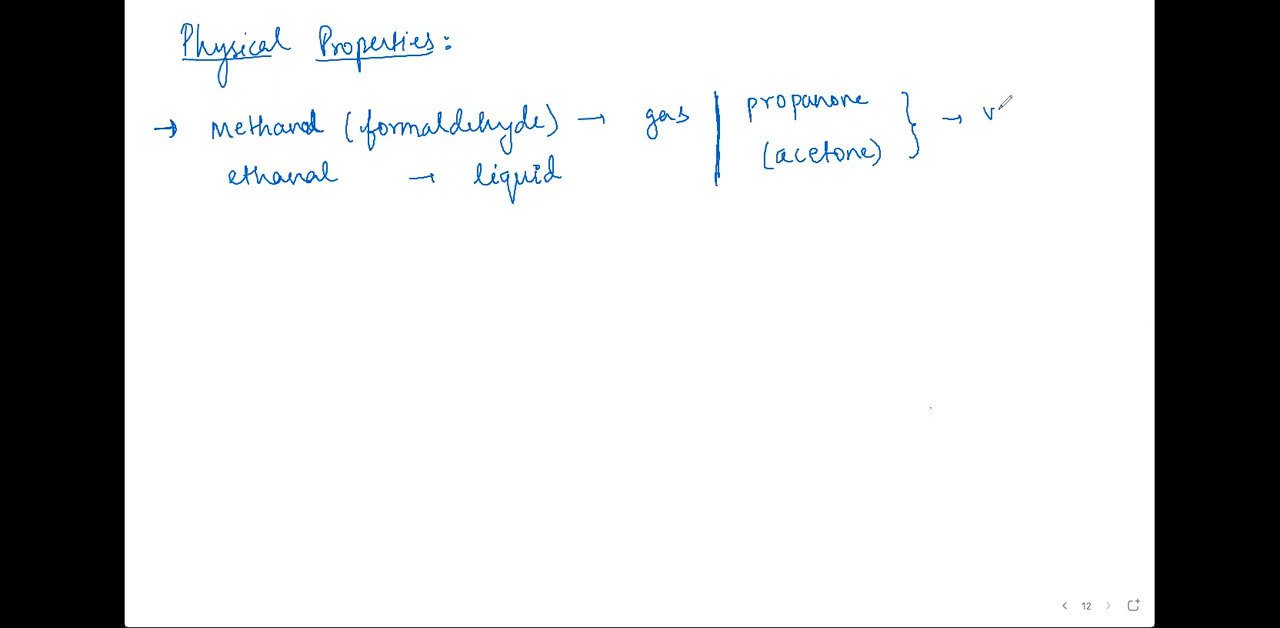 Physical Properties:
→ Methanal (formaldehyde) → gas | propanone } → v
ethanal → liquid | (acetone)
< 12 >